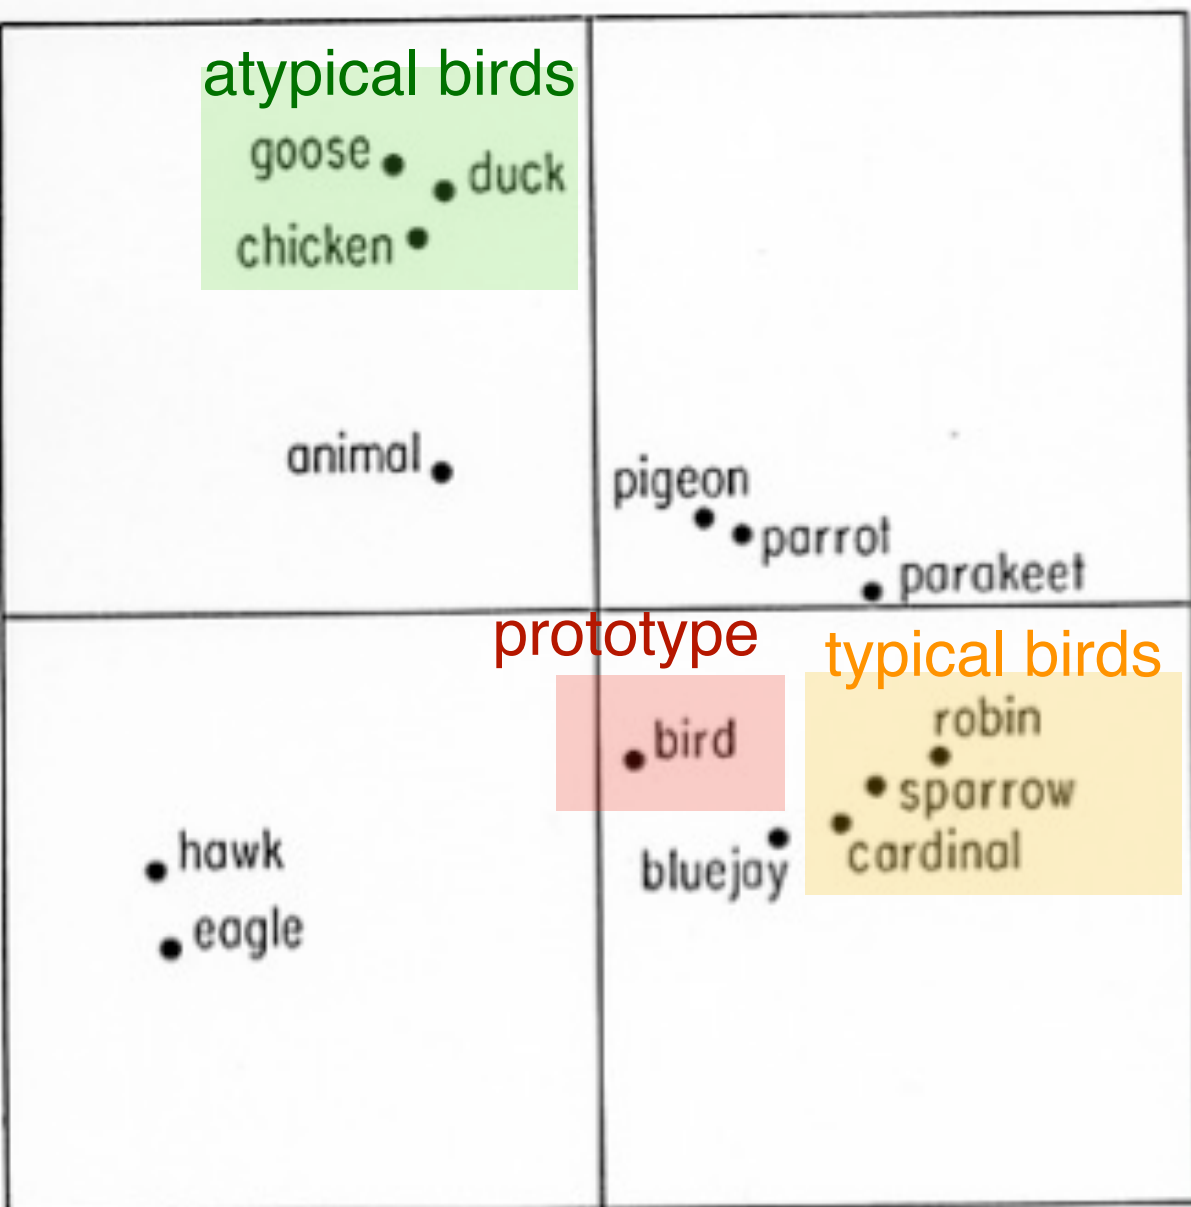 atypical birds
goose
duck
chicken
animal
pigeon
parrot
parakeet
prototype
typical birds
robin
bird
sparrow
hawk
bluejay
cardinal
eagle